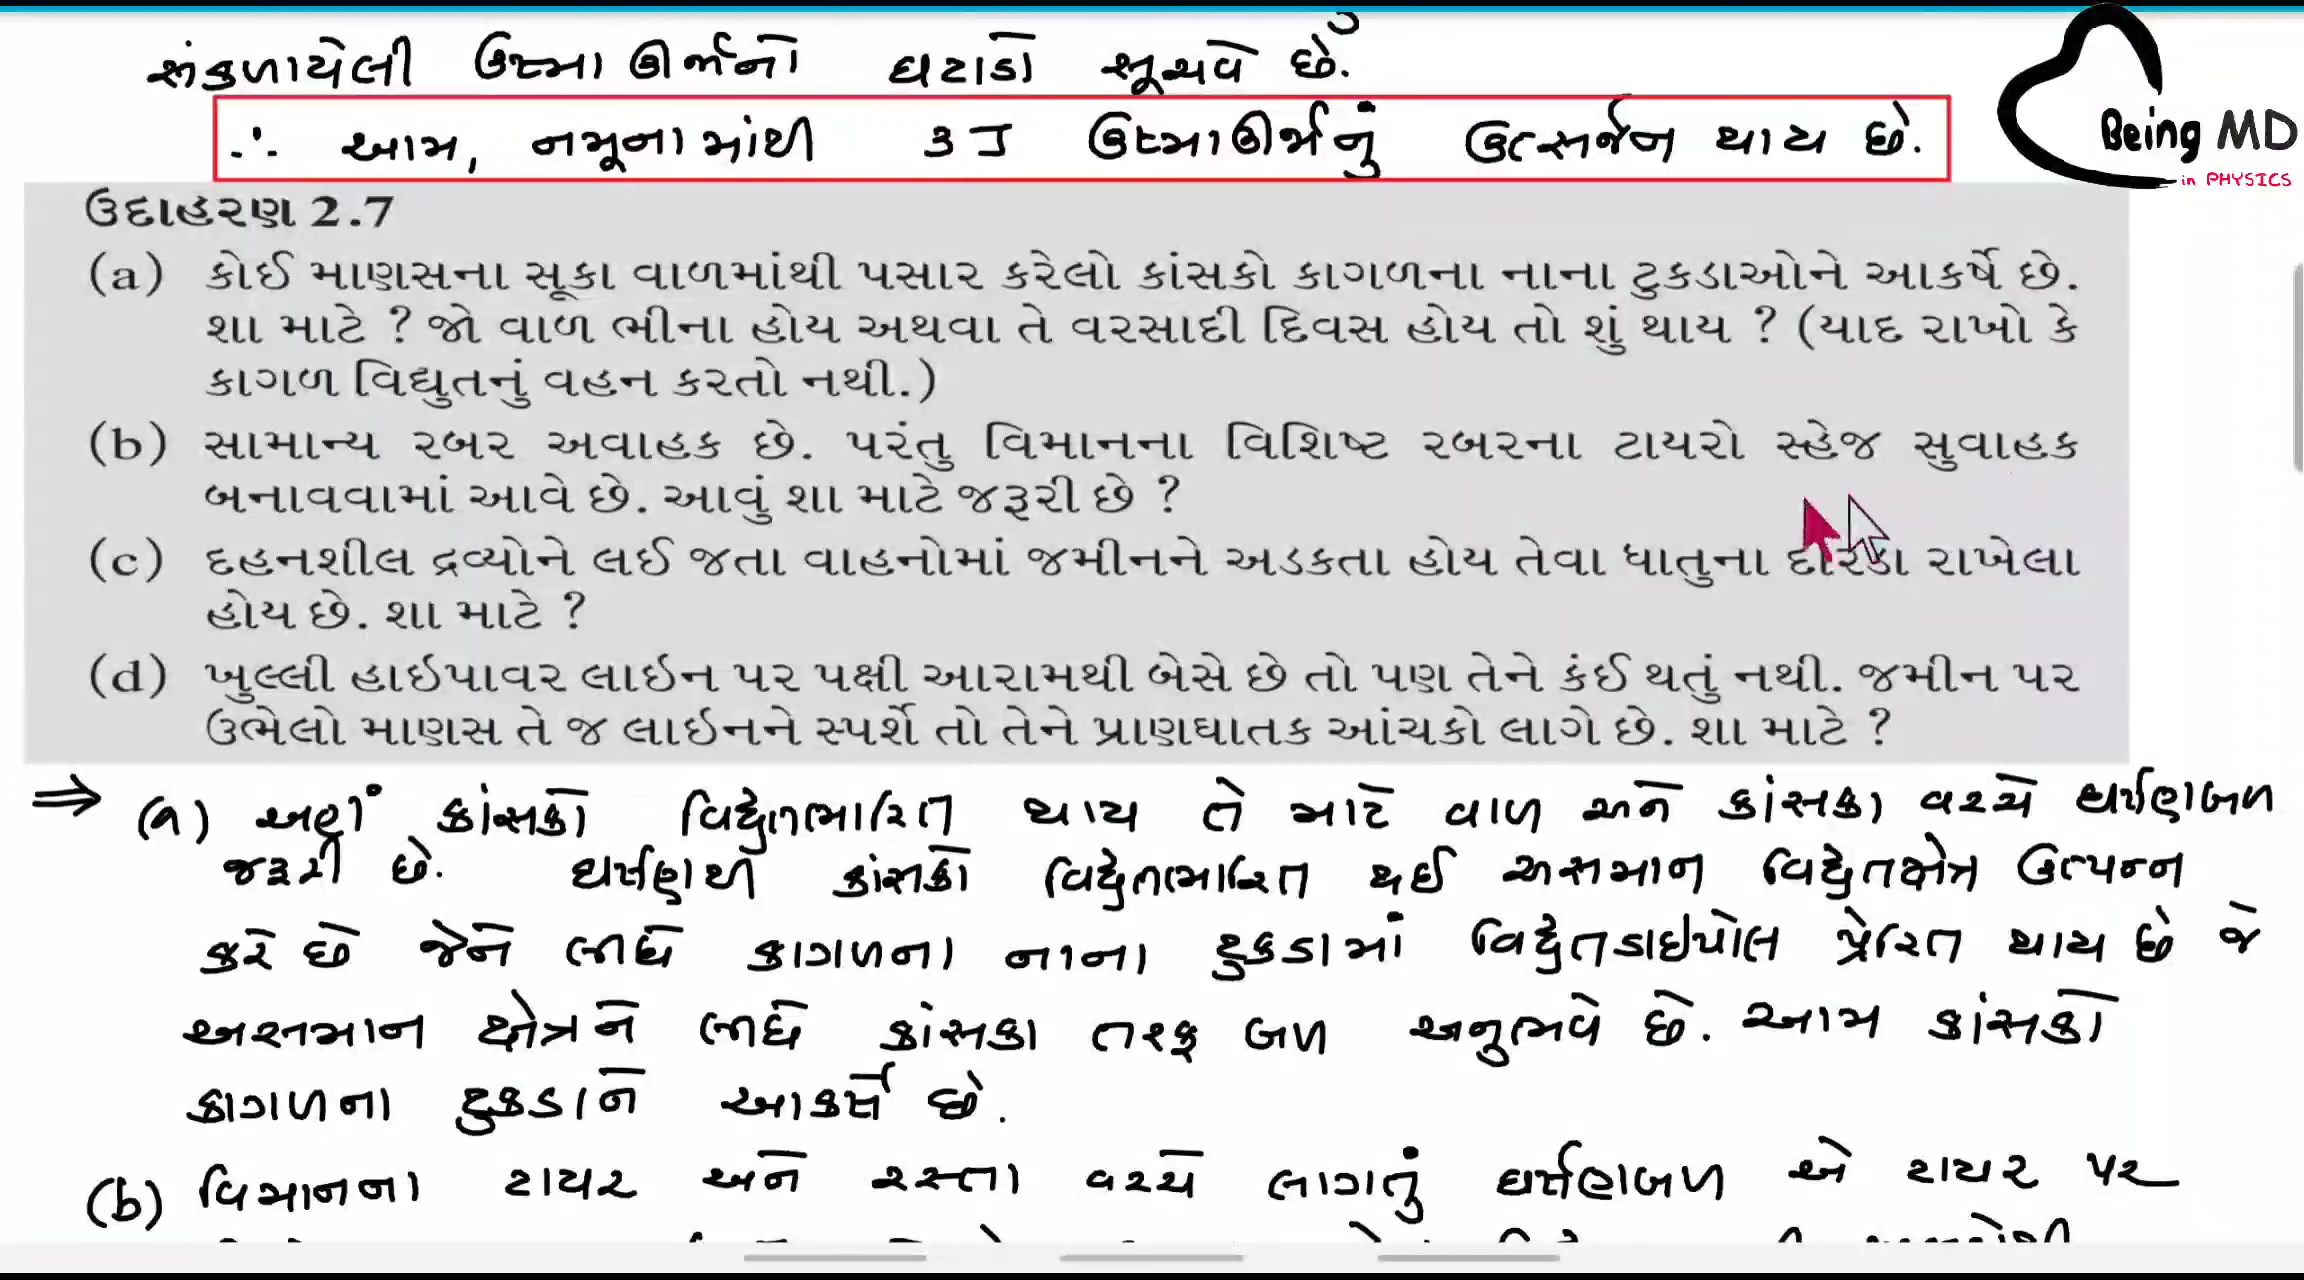 સંકળાયેલી ઉષ્મા ઊર્જાનો ઘટાડો સૂચવે છે.
∴ આમ, નમૂનામાંથી 3 J ઉષ્માઊર્જાનું ઉત્સર્જન થાય છે.
Being MD
in PHYSICS
ઉદાહરણ 2.7
(a) કોઈ માણસના સૂકા વાળમાંથી પસાર કરેલો કાંસકો કાગળના નાના ટુકડાઓને આકર્ષે છે.
શા માટે ? જો વાળ ભીના હોય અથવા તે વરસાદી દિવસ હોય તો શું થાય ? (યાદ રાખો કે
કાગળ વિદ્યુતનું વહન કરતો નથી.)
(b) સામાન્ય રબર અવાહક છે. પરંતુ વિમાનના વિશિષ્ટ રબરના ટાયરો સ્હેજ સુવાહક
બનાવવામાં આવે છે. આવું શા માટે જરૂરી છે ?
(c) દહનશીલ દ્રવ્યોને લઈ જતા વાહનોમાં જમીનને અડકતા હોય તેવા ધાતુના દોરડા રાખેલા
હોય છે. શા માટે ?
(d) ખુલ્લી હાઇપાવર લાઇન પર પક્ષી આરામથી બેસે છે તો પણ તેને કંઈ થતું નથી. જમીન પર
ઉભેલો માણસ તે જ લાઇનને સ્પર્શે તો તેને પ્રાણઘાતક આંચકો લાગે છે. શા માટે ?
⇒ (a) અહીં કાંસકો વિદ્યુતભારિત થાય તે માટે વાળ અને કાંસકા વચ્ચે ઘર્ષણબળ
જરૂરી છે. ઘર્ષણથી કાંસકો વિદ્યુતભારિત થઈ અસમાન વિદ્યુતક્ષેત્ર ઉત્પન્ન
કરે છે જેને લીધે કાગળના નાના ટુકડામાં વિદ્યુતડાઇપોલ પ્રેરિત થાય છે જે
અસમાન ક્ષેત્રને લીધે કાંસકા તરફ બળ અનુભવે છે. આમ કાંસકો
કાગળના ટુકડાને આકર્ષે છે.
(b) વિમાનના ટાયર અને રસ્તા વચ્ચે લાગતું ઘર્ષણબળ એ ટાયર પર